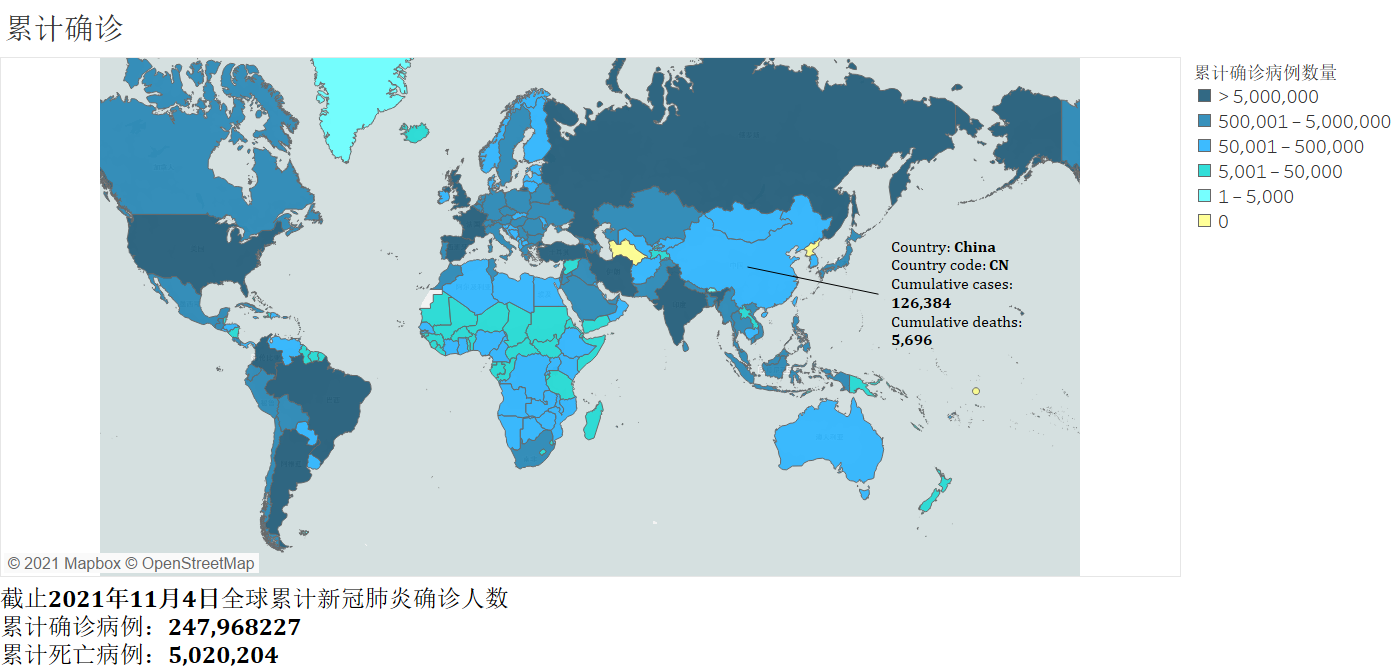 累计确诊
累计确诊病例数量
> 5,000,000
500,001 – 5,000,000
50,001 – 500,000
5,001 – 50,000
1 – 5,000
0
Country: China
Country code: CN
Cumulative cases:
126,384
Cumulative deaths:
5,696
© 2021 Mapbox © OpenStreetMap
截止2021年11月4日全球累计新冠肺炎确诊人数
累计确诊病例：247,968227
累计死亡病例：5,020,204